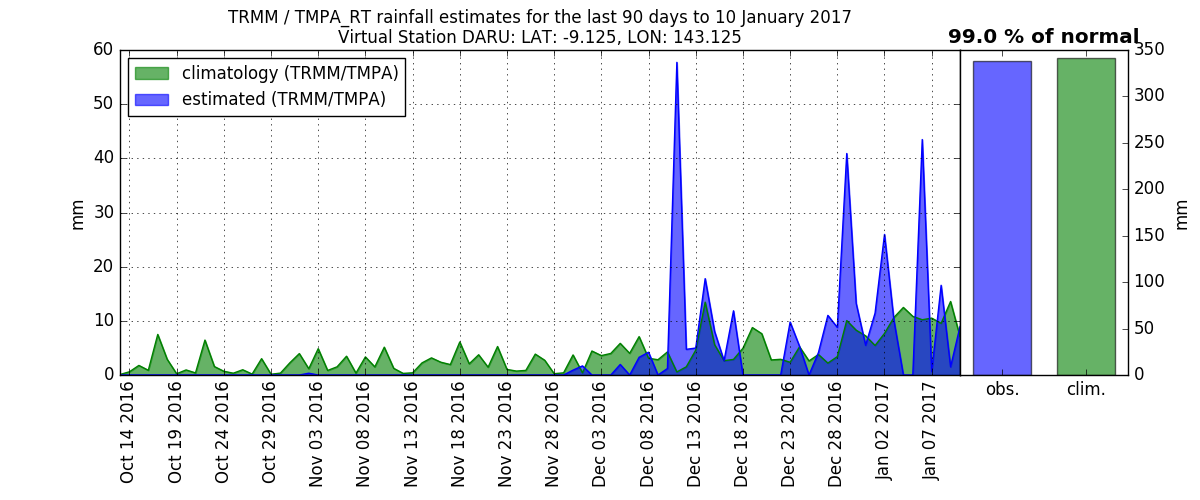 TRMM / TMPA_RT rainfall estimates for the last 90 days to 10 January 2017
Virtual Station DARU: LAT: -9.125, LON: 143.125
99.0 % of normal
climatology (TRMM/TMPA)
estimated (TRMM/TMPA)
mm
60
50
40
30
20
10
0
Oct 14 2016
Oct 19 2016
Oct 24 2016
Oct 29 2016
Nov 03 2016
Nov 08 2016
Nov 13 2016
Nov 18 2016
Nov 23 2016
Nov 28 2016
Dec 03 2016
Dec 08 2016
Dec 13 2016
Dec 18 2016
Dec 23 2016
Dec 28 2016
Jan 02 2017
Jan 07 2017
obs.
clim.
350
300
250
200
150
100
50
0
mm